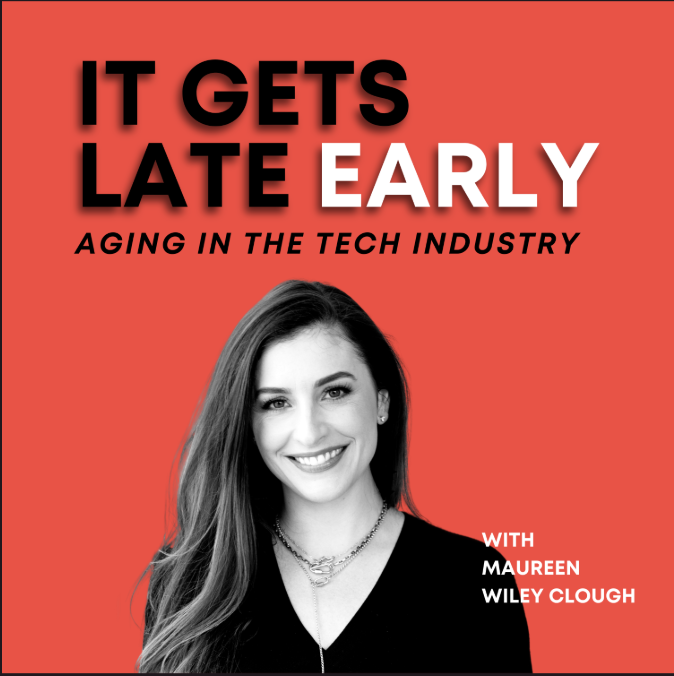 IT GETS
LATE EARLY
AGING IN THE TECH INDUSTRY
WITH
MAUREEN
WILEY CLOUGH